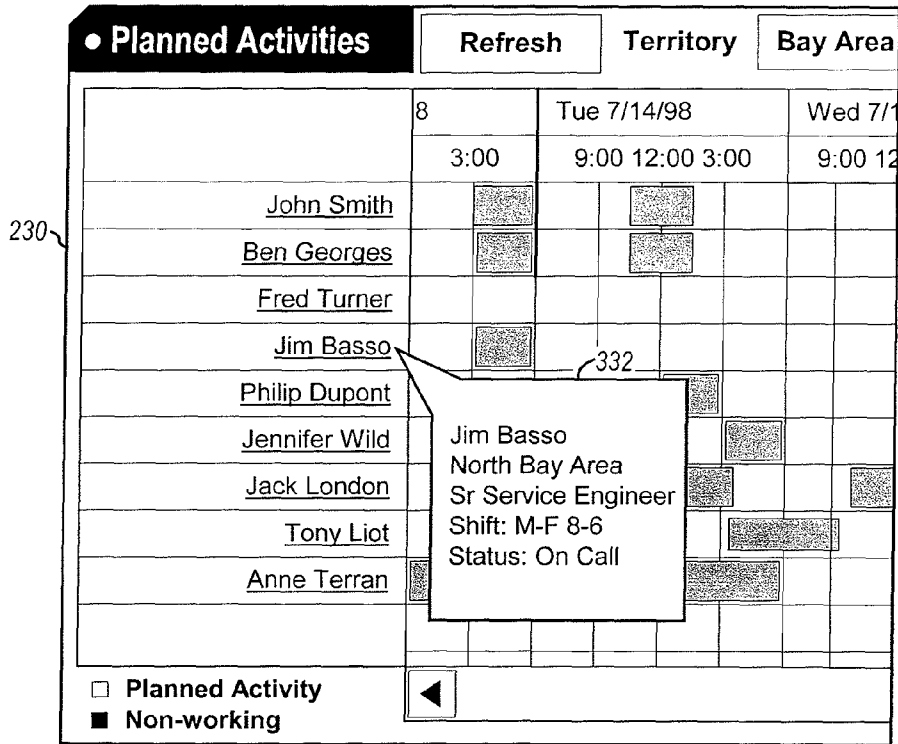 • Planned Activities Refresh Territory Bay Area
8 Tue 7/14/98 Wed 7/1
3:00 9:00 12:00 3:00 9:00 12
John Smith
230
Ben Georges
Fred Turner
Jim Basso
332
Philip Dupont
Jim Basso
Jennifer Wild
North Bay Area
Jack London
Sr Service Engineer
Shift: M-F 8-6
Tony Liot
Status: On Call
Anne Terran
Planned Activity
Non-working